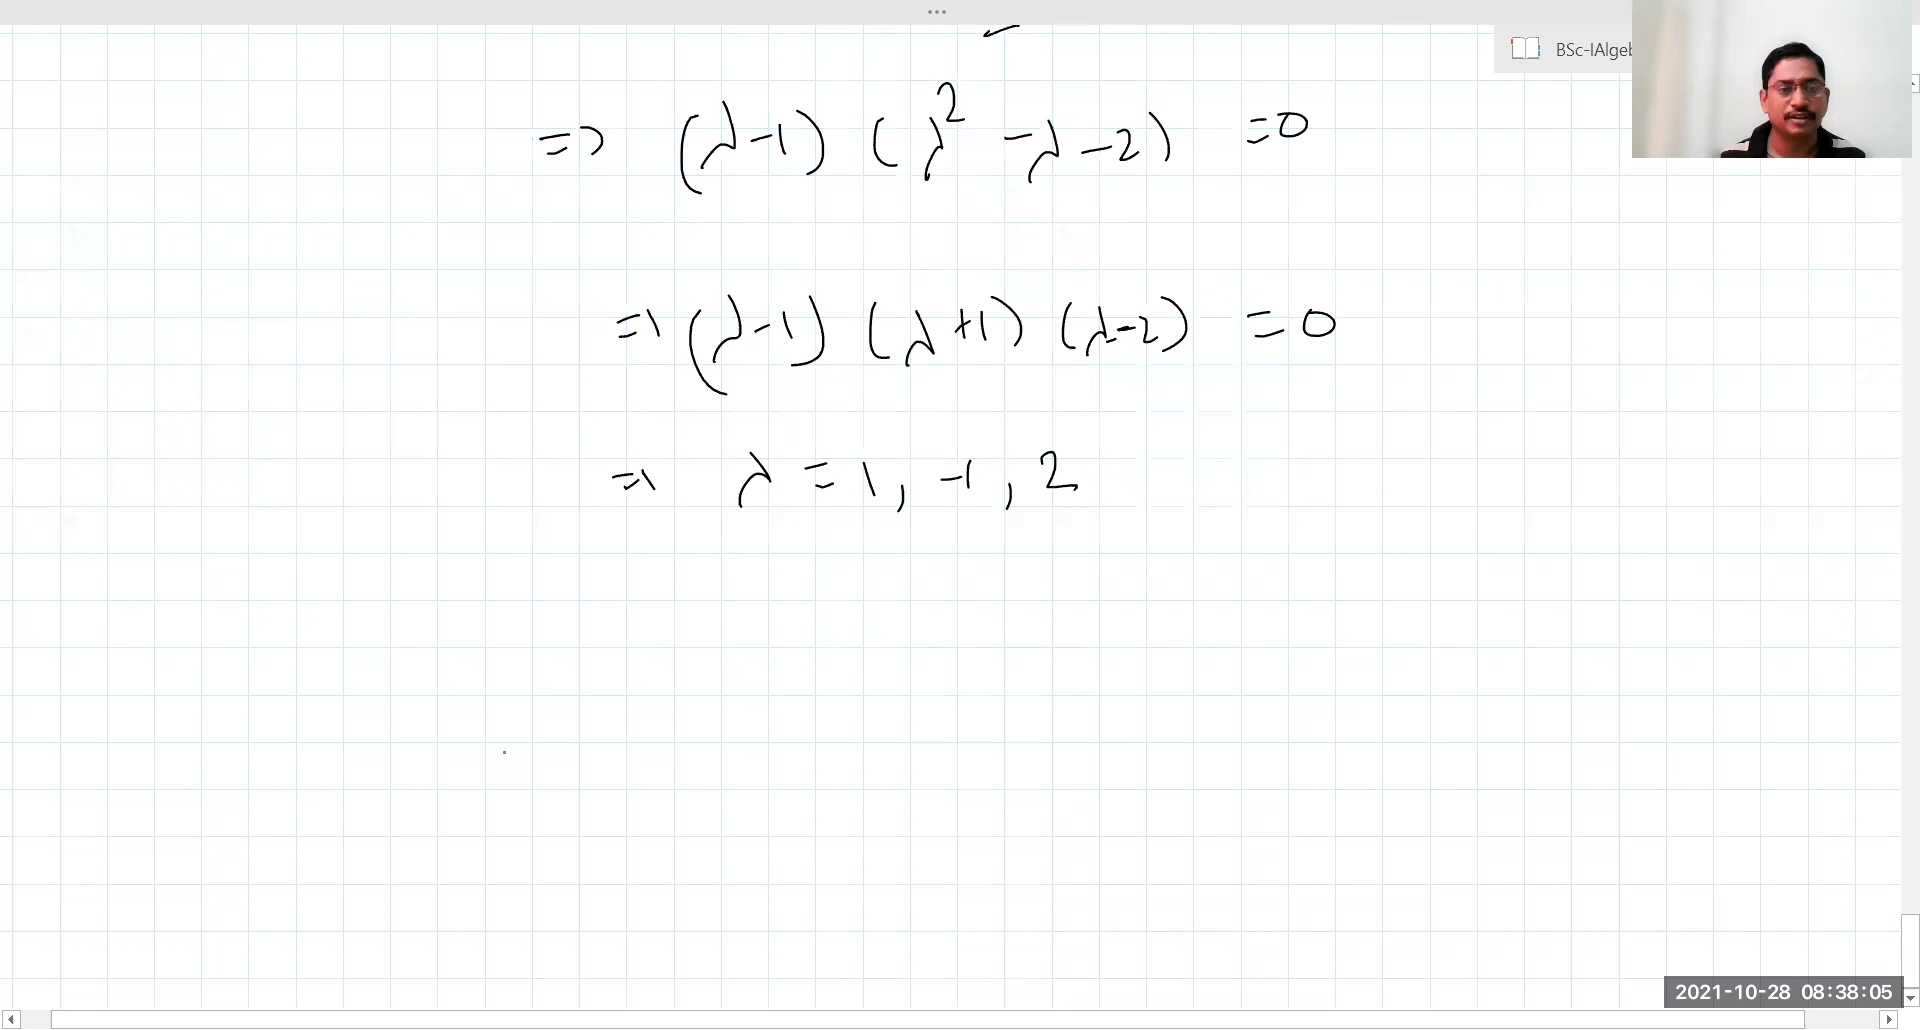 BSc-IAlgeb
=> (λ-1) (λ² -λ -2) =0
=> (λ-1) (λ+1) (λ-2) = 0
=> λ = 1, -1, 2
2021-10-28 08:38:05